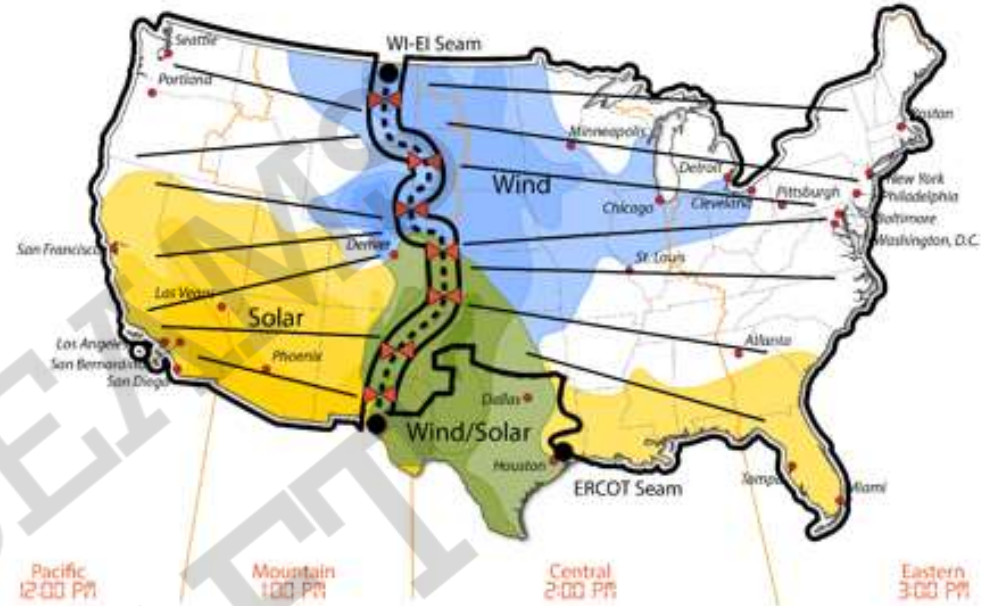 WI-EI Seam
Seattle
Portland
Boston
Minneapolis
Detroit
New York
Wind
Pittsburgh
Philadelphia
Cleveland
Chicago
Baltimore
Denver
Washington, D.C.
San Francisco
St. Louis
Las Vegas
Solar
Los Angeles
Atlanta
San Bernardino
Phoenix
San Diego
Dallas
Wind/Solar
Houston
Tampa
Miami
ERCOT Seam
SEAMS
Pacific
12:00 PM
Mountain
1:00 PM
Central
2:00 PM
Eastern
3:00 PM